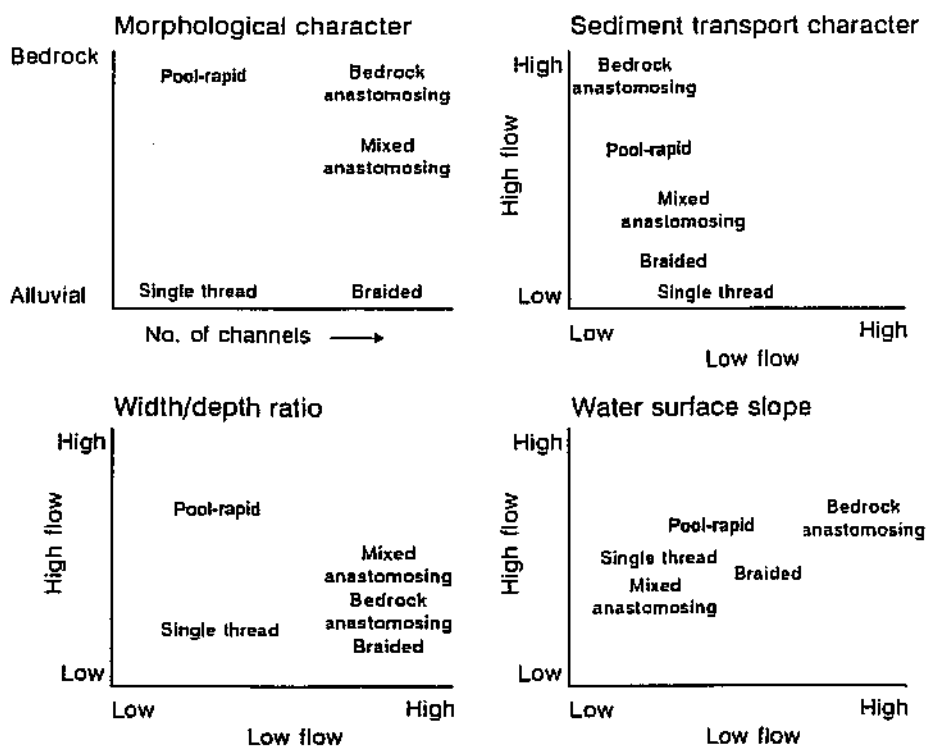 Morphological character
Bedrock
Pool-rapid
Bedrock
anastomosing
Mixed
anastomosing
Alluvial
Single thread
Braided
No. of channels
Sediment transport character
High
High flow
Bedrock
anastomosing
Pool-rapid
Mixed
anastomosing
Braided
Low
Single thread
Low
High
Low flow
Width/depth ratio
High
High flow
Pool-rapid
Mixed
anastomosing
Bedrock
anastomosing
Single thread
Braided
Low
Low
High
Low flow
Water surface slope
High
High flow
Bedrock
anastomosing
Pool-rapid
Single thread
Braided
Mixed
anastomosing
Low
Low
High
Low flow